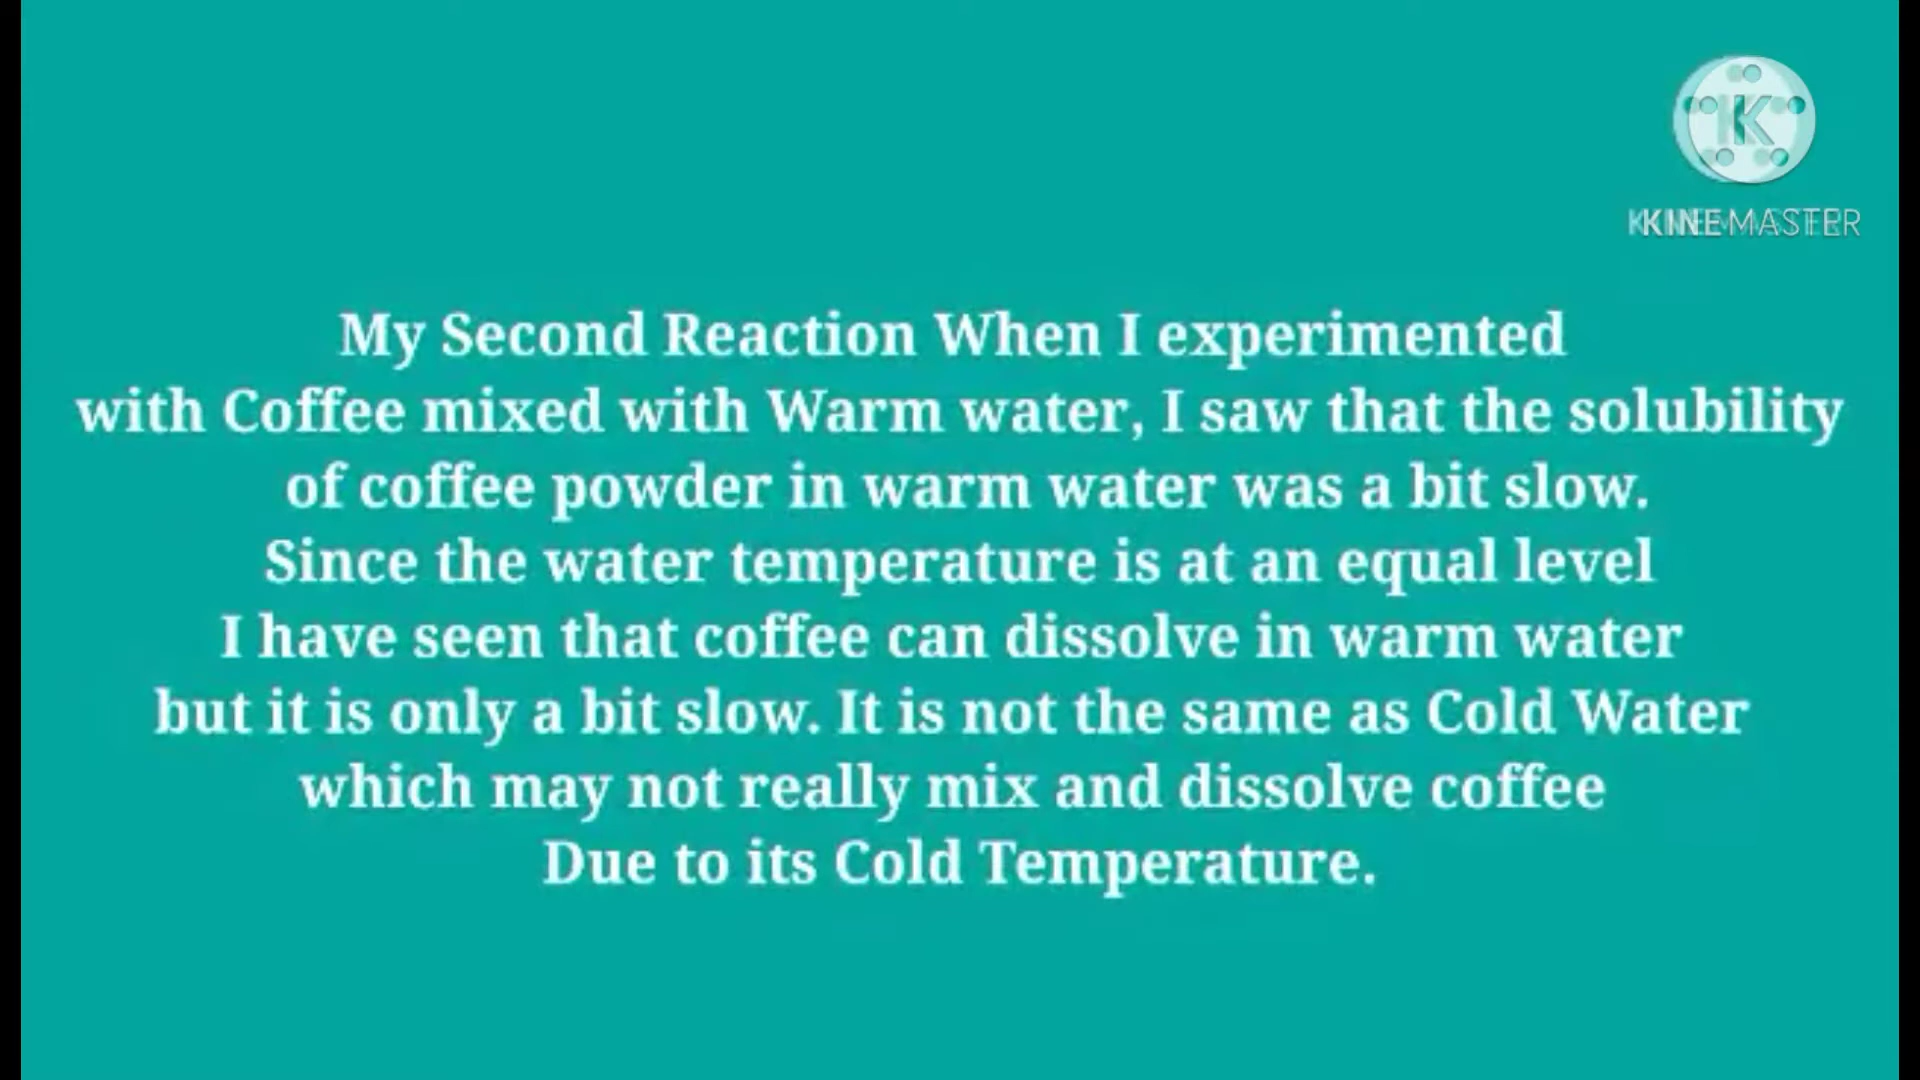 KINEMASTER
My Second Reaction When I experimented
with Coffee mixed with Warm water, I saw that the solubility
of coffee powder in warm water was a bit slow.
Since the water temperature is at an equal level
I have seen that coffee can dissolve in warm water
but it is only a bit slow. It is not the same as Cold Water
which may not really mix and dissolve coffee
Due to its Cold Temperature.